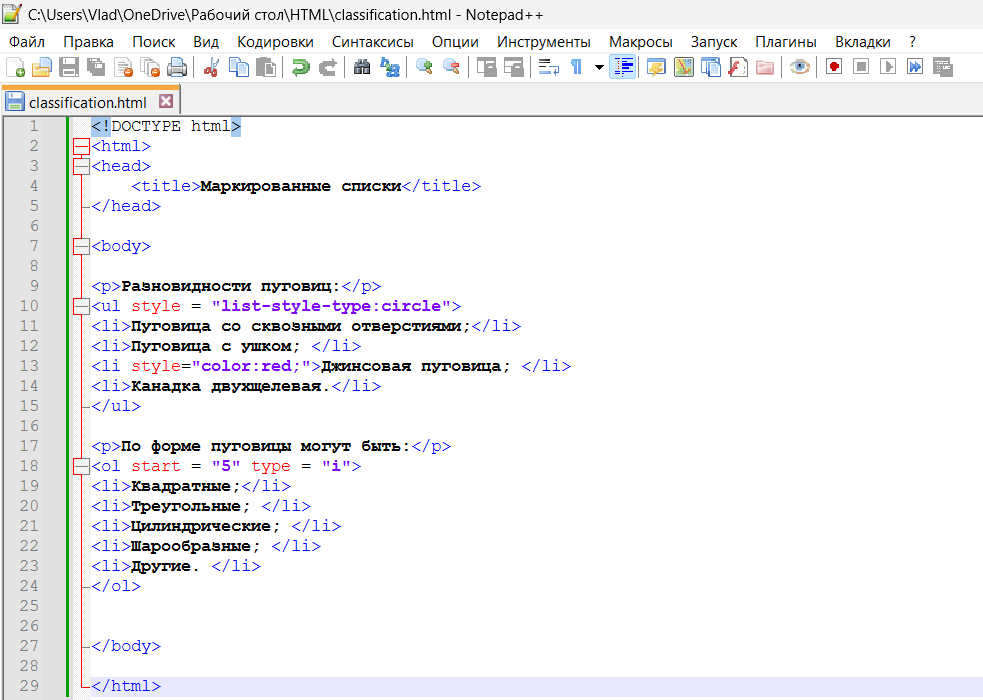 C:\Users\Vlad\OneDrive\Рабочий стол\HTML\classification.html - Notepad++
Файл Правка Поиск Вид Кодировки Синтаксисы Опции Инструменты Макросы Запуск Плагины Вкладки ?
classification.html
1 <!DOCTYPE html>
2 <html>
3 <head>
4 <title>Маркированные списки</title>
5 </head>
6
7 <body>
8
9 <p>Разновидности пуговиц:</p>
10 <ul style = "list-style-type:circle">
11 <li>Пуговица со сквозными отверстиями;</li>
12 <li>Пуговица с ушком; </li>
13 <li style="color:red;">Джинсовая пуговица; </li>
14 <li>Канадка двухщелевая.</li>
15 </ul>
16
17 <p>По форме пуговицы могут быть:</p>
18 <ol start = "5" type = "i">
19 <li>Квадратные;</li>
20 <li>Треугольные; </li>
21 <li>Цилиндрические; </li>
22 <li>Шарообразные; </li>
23 <li>Другие. </li>
24 </ol>
25
26
27 </body>
28
29 </html>